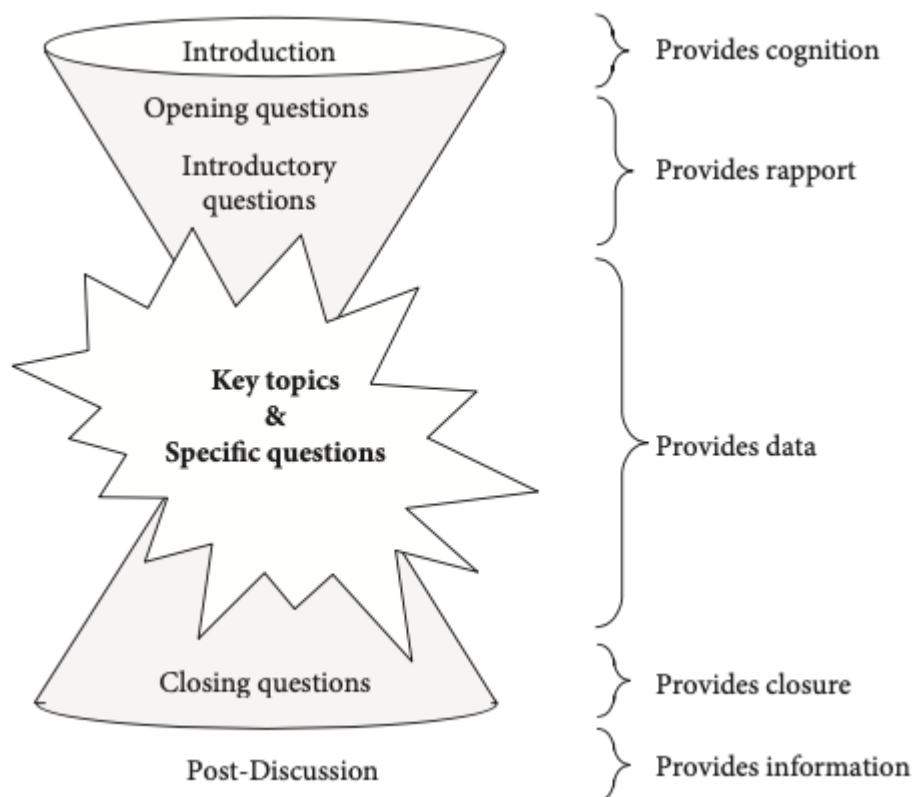 Introduction
Provides cognition
Opening questions
Introductory
questions
Provides rapport
Key topics
&
Specific questions
Provides data
Closing questions
Provides closure
Post-Discussion
Provides information